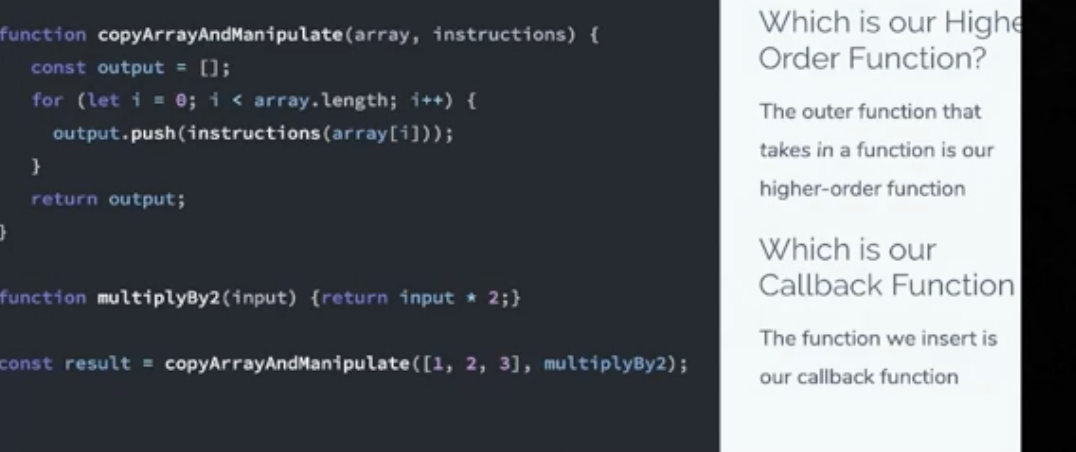 function copyArrayAndManipulate(array, instructions) {
const output = [];
for (let i = 0; i < array.length; i++) {
output.push(instructions(array[i]));
}
return output;
}
function multiplyBy2(input) {return input * 2;}
const result = copyArrayAndManipulate([1, 2, 3], multiplyBy2);
Which is our Highe
Order Function?
The outer function that
takes in a function is our
higher-order function
Which is our
Callback Function
The function we insert is
our callback function